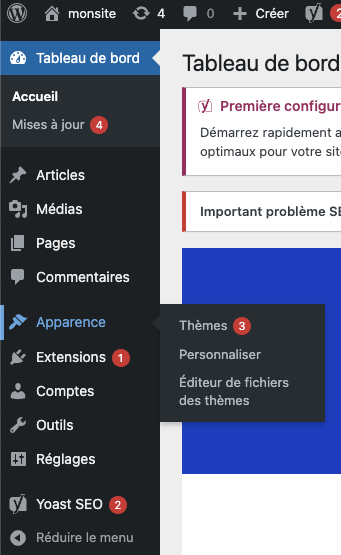 monsite 4 0 Créer 2
Tableau de bord
Tableau de bord
Accueil
Mises à jour 4
Première configur
Démarrez rapidement a
optimaux pour votre site
Important problème SE
Articles
Médias
Pages
Commentaires
Apparence
Thèmes 3
Personnaliser
Éditeur de fichiers
des thèmes
Extensions 1
Comptes
Outils
Réglages
Yoast SEO 2
Réduire le menu